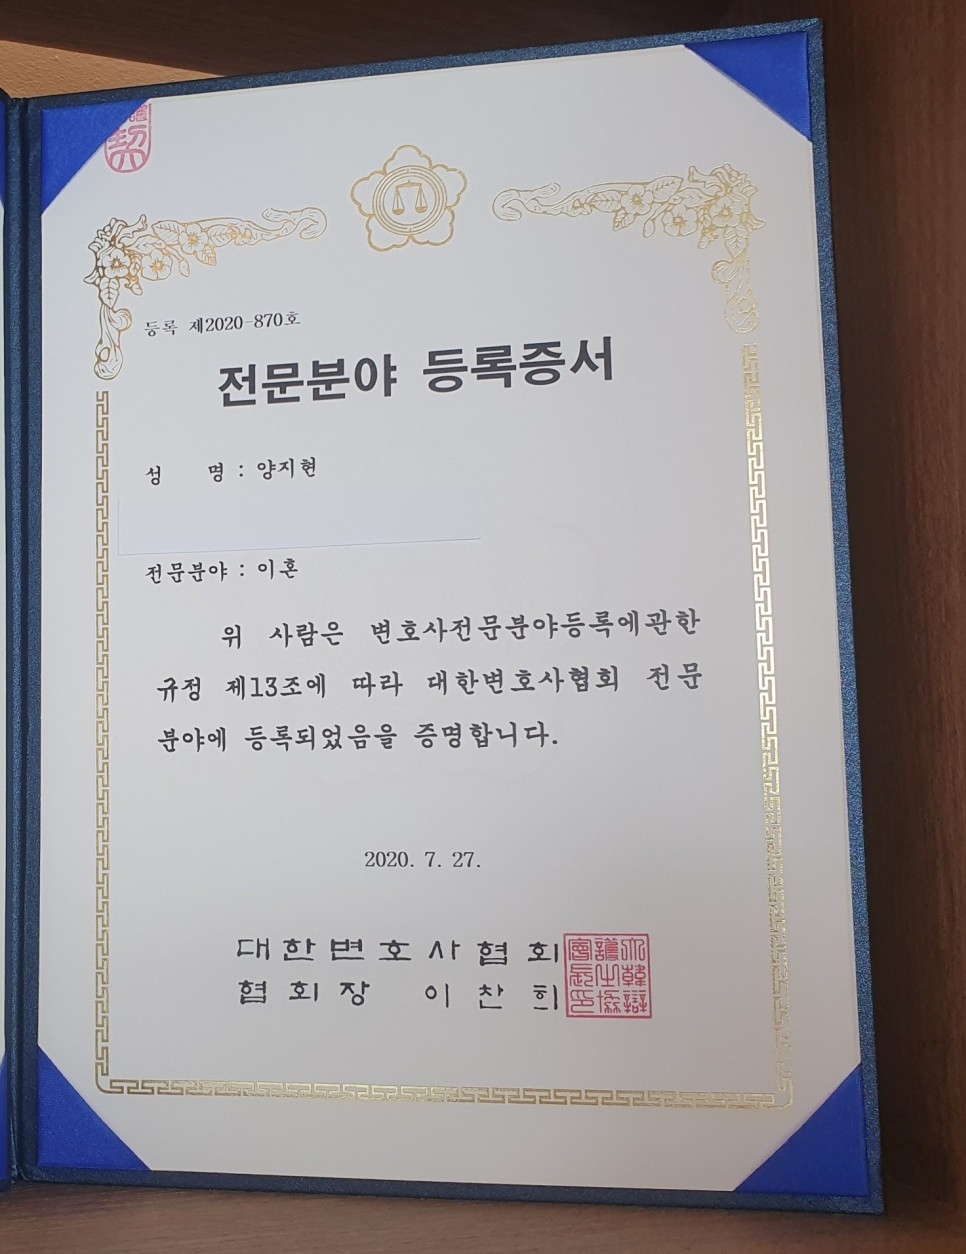 등록 제2020-870호
전문분야 등록증서
성 명 : 양지현
전문분야 : 이혼
위 사람은 변호사전문분야등록에관한
규정 제13조에 따라 대한변호사협회 전문
분야에 등록되었음을 증명합니다.
2020. 7. 27.
대한변호사협회
협회장 이찬희